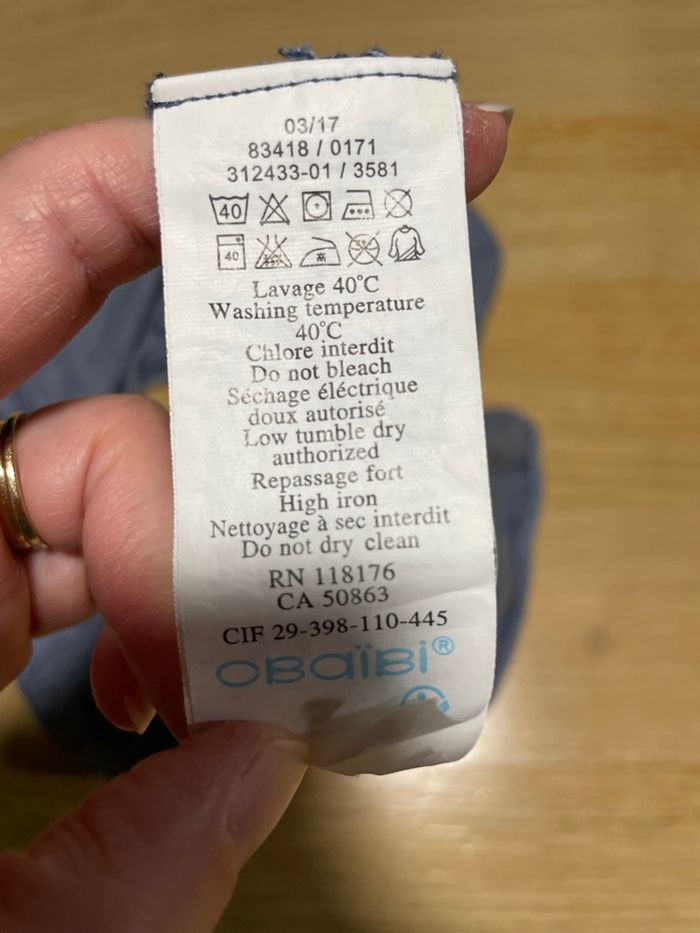 03/17
83418 / 0171
312433-01 / 3581
40
40
Lavage 40°C
Washing temperature
40°C
Chlore interdit
Do not bleach
Séchage éléctrique
doux autorisé
Low tumble dry
authorized
Repassage fort
High iron
Nettoyage à sec interdit
Do not dry clean
RN 118176
CA 50863
CIF 29-398-110-445
OBaïBi®